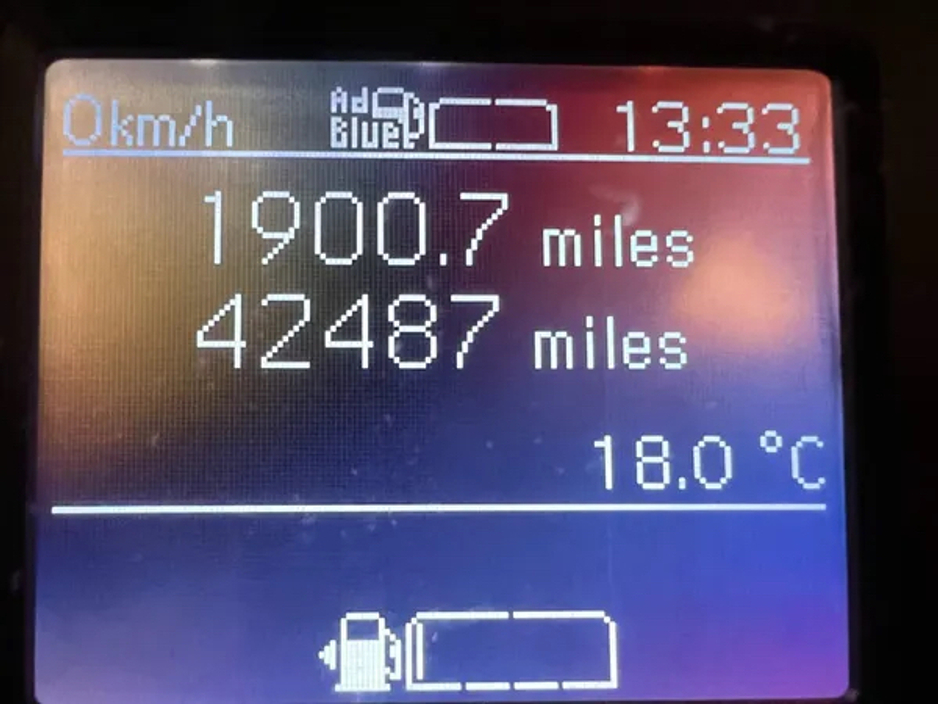 0km/h Ad Blue 13:33
1900.7 miles
42487 miles
18.0 °C